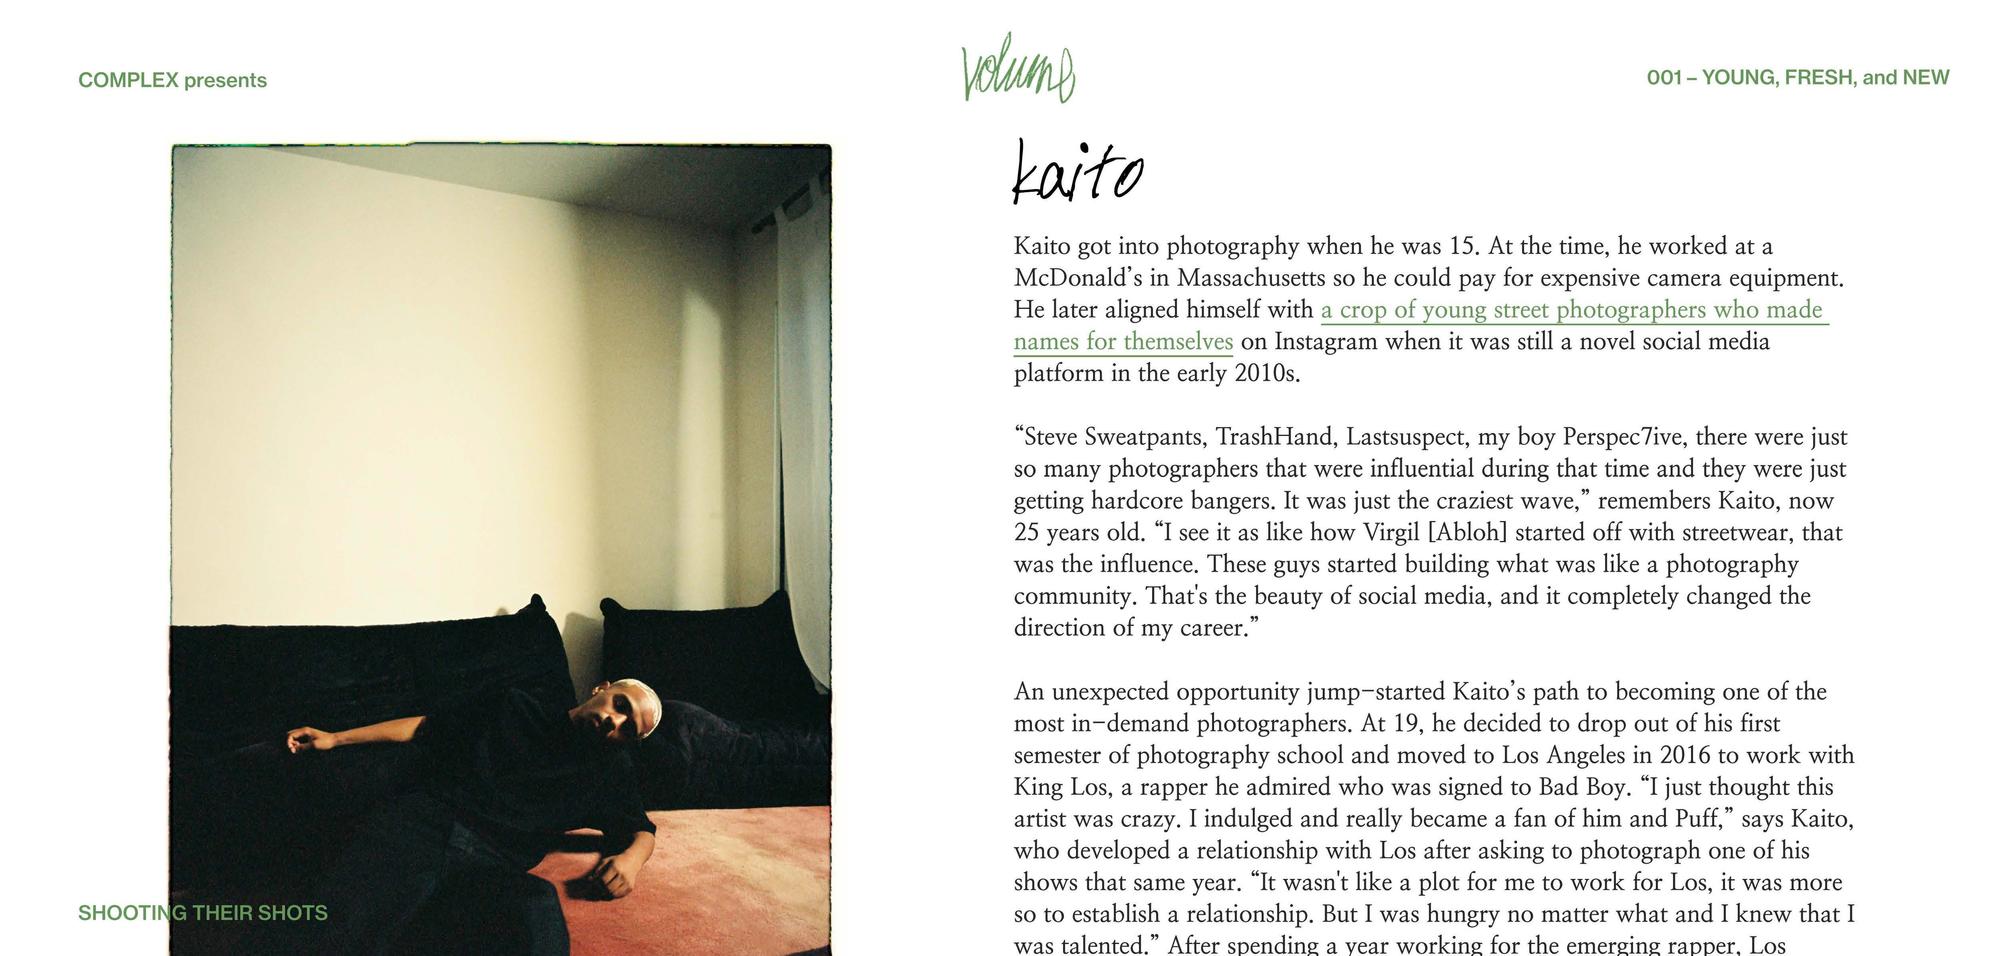 COMPLEX presents
volume
001 – YOUNG, FRESH, and NEW
kaito
Kaito got into photography when he was 15. At the time, he worked at a
McDonald’s in Massachusetts so he could pay for expensive camera equipment.
He later aligned himself with a crop of young street photographers who made
names for themselves on Instagram when it was still a novel social media
platform in the early 2010s.
“Steve Sweatpants, TrashHand, Lastsuspect, my boy Perspec7ive, there were just
so many photographers that were influential during that time and they were just
getting hardcore bangers. It was just the craziest wave,” remembers Kaito, now
25 years old. “I see it as like how Virgil [Abloh] started off with streetwear, that
was the influence. These guys started building what was like a photography
community. That's the beauty of social media, and it completely changed the
direction of my career.”
An unexpected opportunity jump-started Kaito’s path to becoming one of the
most in-demand photographers. At 19, he decided to drop out of his first
semester of photography school and moved to Los Angeles in 2016 to work with
King Los, a rapper he admired who was signed to Bad Boy. “I just thought this
artist was crazy. I indulged and really became a fan of him and Puff,” says Kaito,
who developed a relationship with Los after asking to photograph one of his
shows that same year. “It wasn't like a plot for me to work for Los, it was more
so to establish a relationship. But I was hungry no matter what and I knew that I
was talented.” After spending a year working for the emerging rapper, Los
SHOOTING THEIR SHOTS